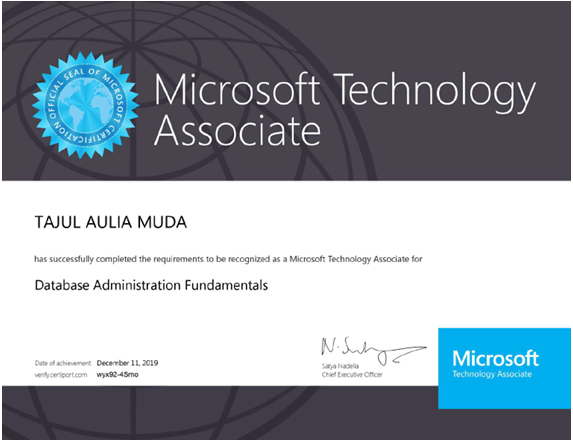 OFFICIAL SEAL OF MICROSOFT CERTIFICATION
Microsoft Technology
Associate
TAJUL AULIA MUDA
has successfully completed the requirements to be recognized as a Microsoft Technology Associate for
Database Administration Fundamentals
Date of achievement: December 11, 2019
verify.certiport.com wyx92-4Smo
Satya Nadella
Chief Executive Officer
Microsoft
Technology Associate